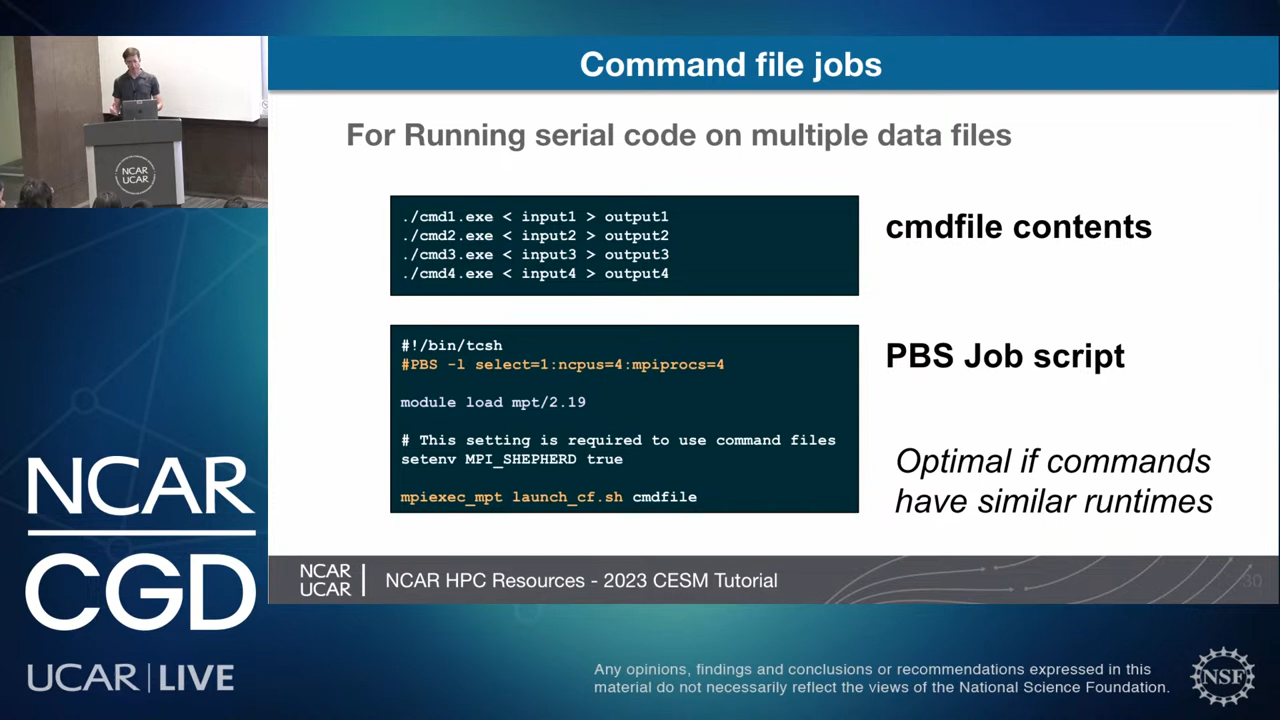 Command file jobs
For Running serial code on multiple data files
./cmd1.exe < input1 > output1
./cmd2.exe < input2 > output2
./cmd3.exe < input3 > output3
./cmd4.exe < input4 > output4
cmdfile contents
#!/bin/tcsh
#PBS -l select=1:ncpus=4:mpiprocs=4
module load mpt/2.19
# This setting is required to use command files
setenv MPI_SHEPHERD true
mpiexec_mpt launch_cf.sh cmdfile
PBS Job script
Optimal if commands
have similar runtimes
NCAR
UCAR
NCAR HPC Resources - 2023 CESM Tutorial
30
NCAR
UCAR
NCAR
CGD
UCAR | LIVE
Any opinions, findings and conclusions or recommendations expressed in this
material do not necessarily reflect the views of the National Science Foundation.
NSF